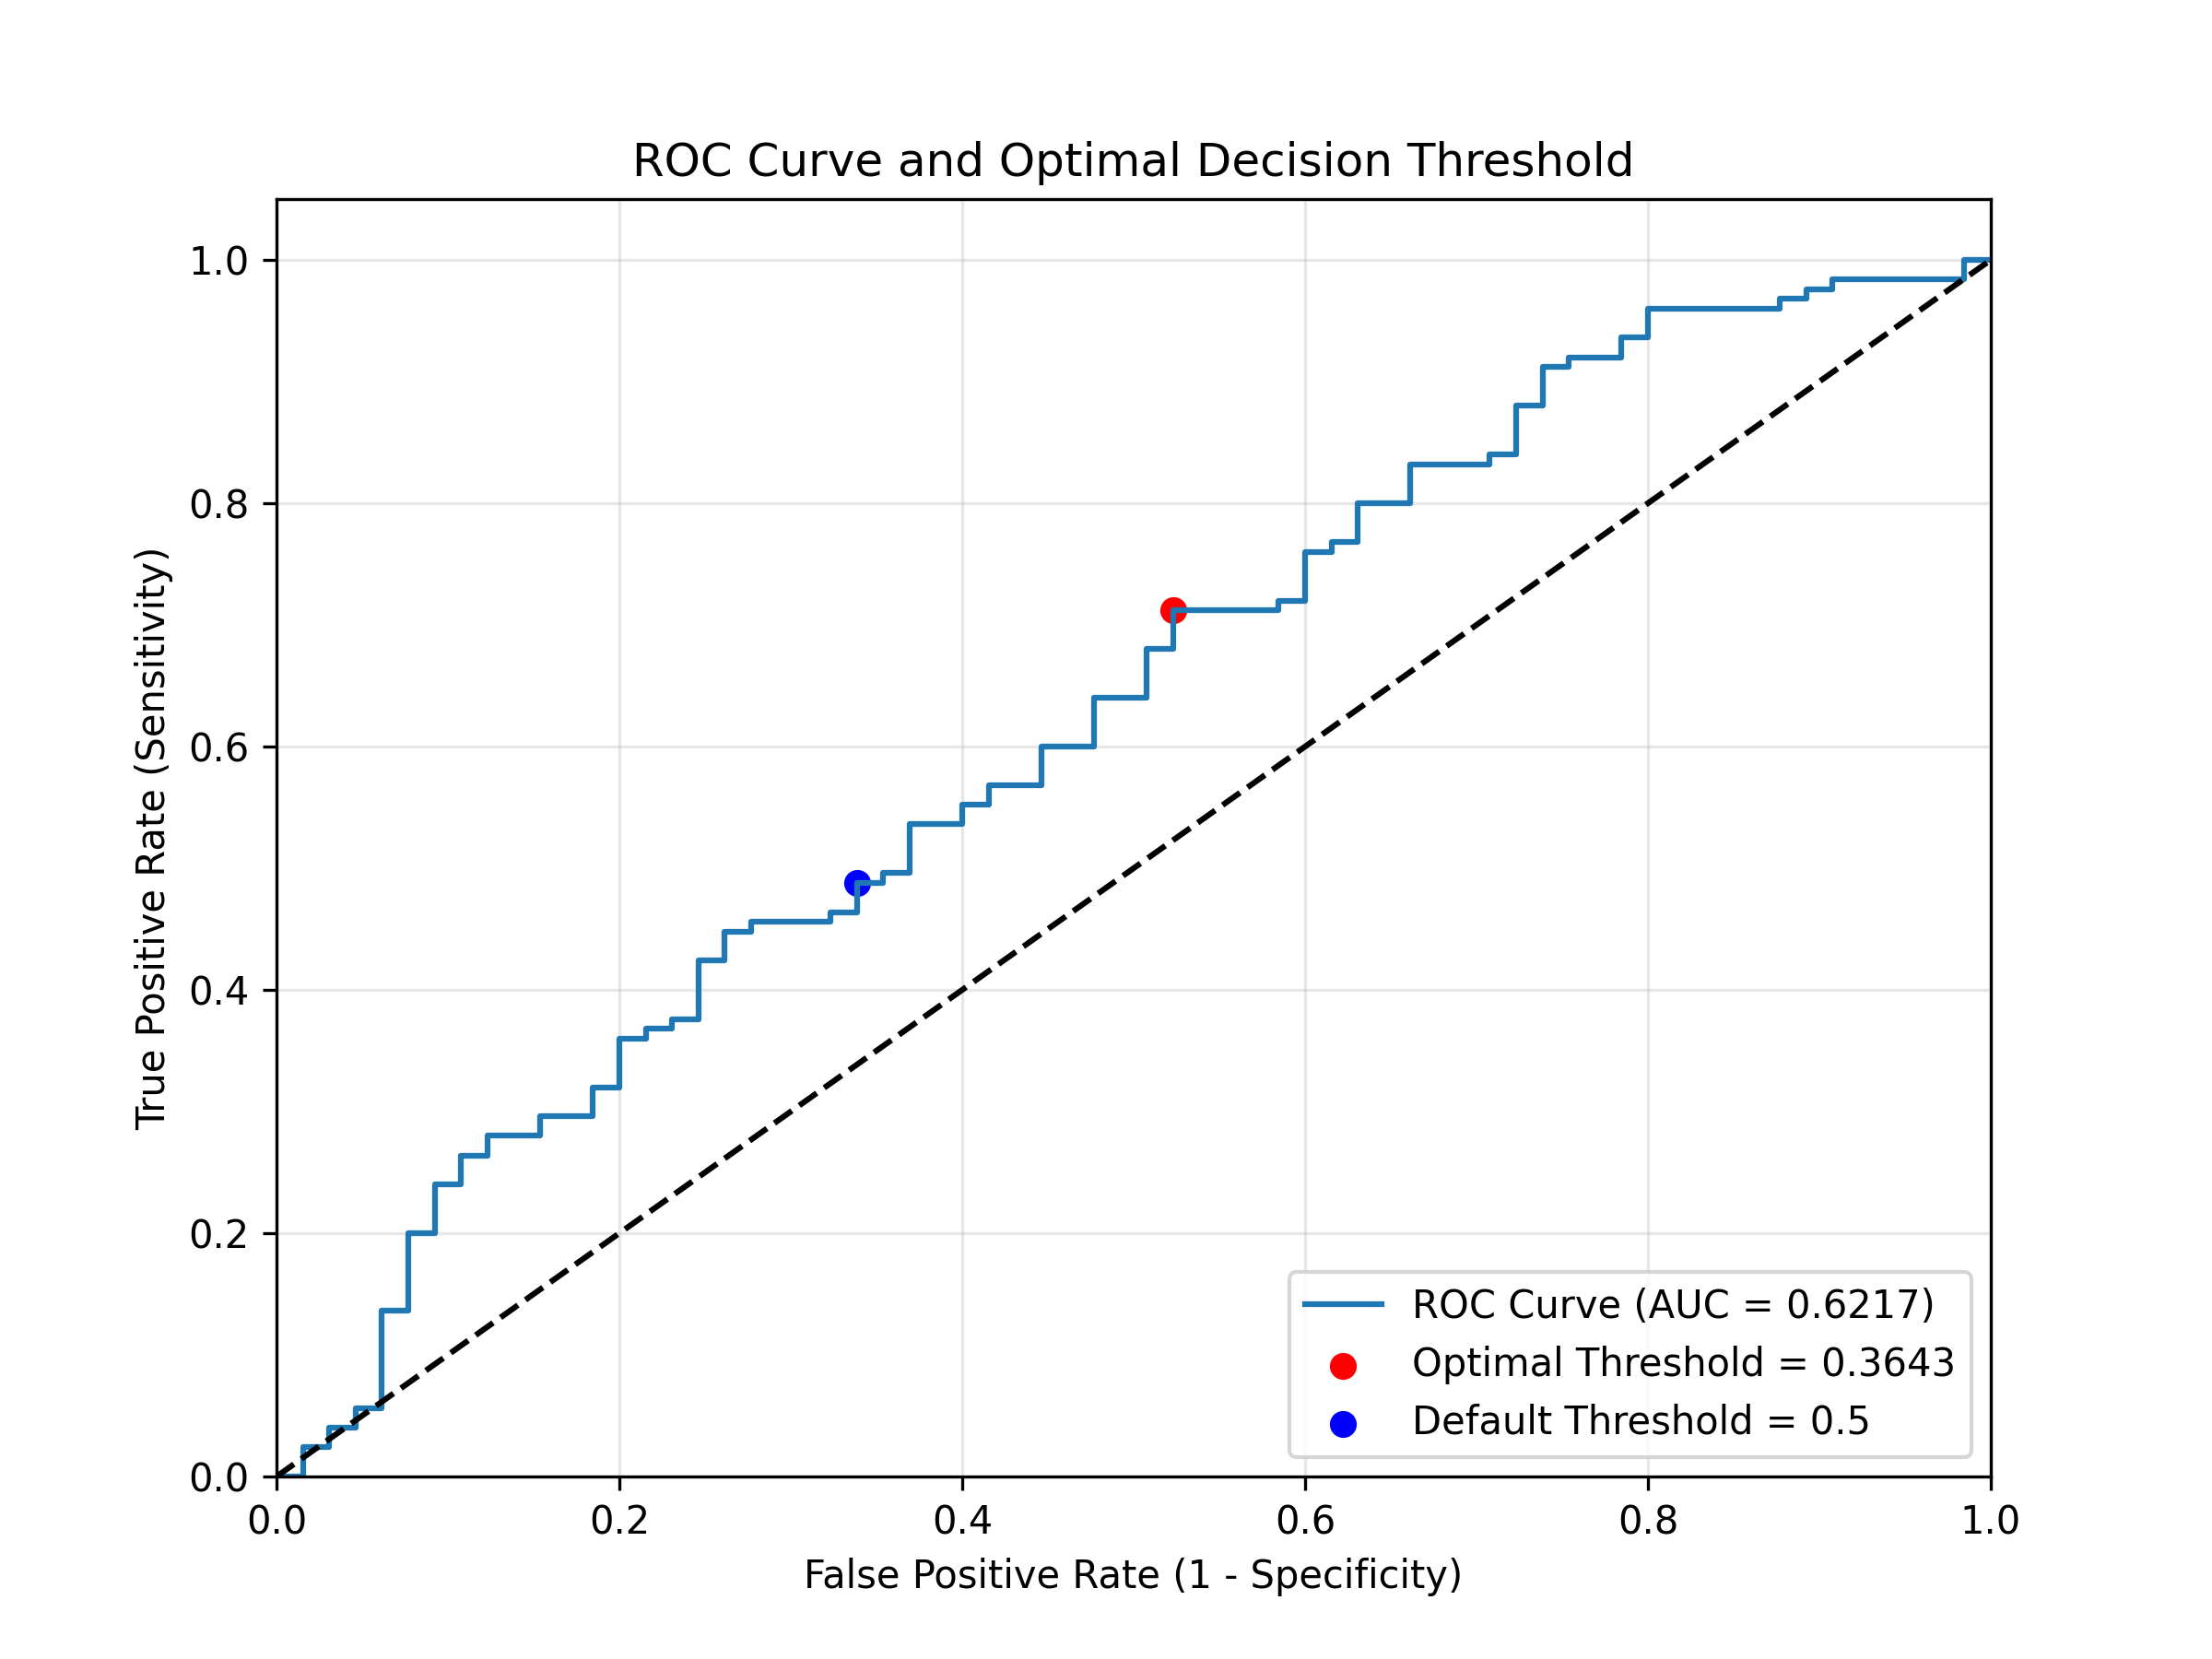 ROC Curve and Optimal Decision Threshold
True Positive Rate (Sensitivity)
1.0
0.8
0.6
0.4
0.2
0.0
0.0 0.2 0.4 0.6 0.8 1.0
False Positive Rate (1 - Specificity)
ROC Curve (AUC = 0.6217)
Optimal Threshold = 0.3643
Default Threshold = 0.5